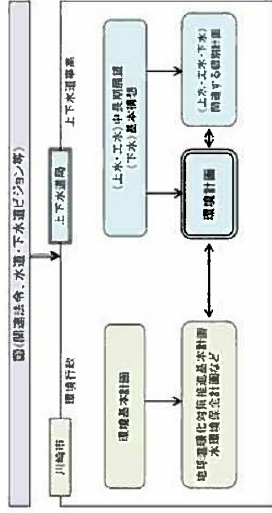 国(関連法令、水道・下水道ビジョン等)
川崎市
環境行政
上下水道局
上下水道事業
環境基本計画
(上水・工水)中長期展望
(下水)基本構想
地球温暖化対策推進基本計画
水環境保全計画など
環境計画
(上水・工水・下水)
関連する個別計画